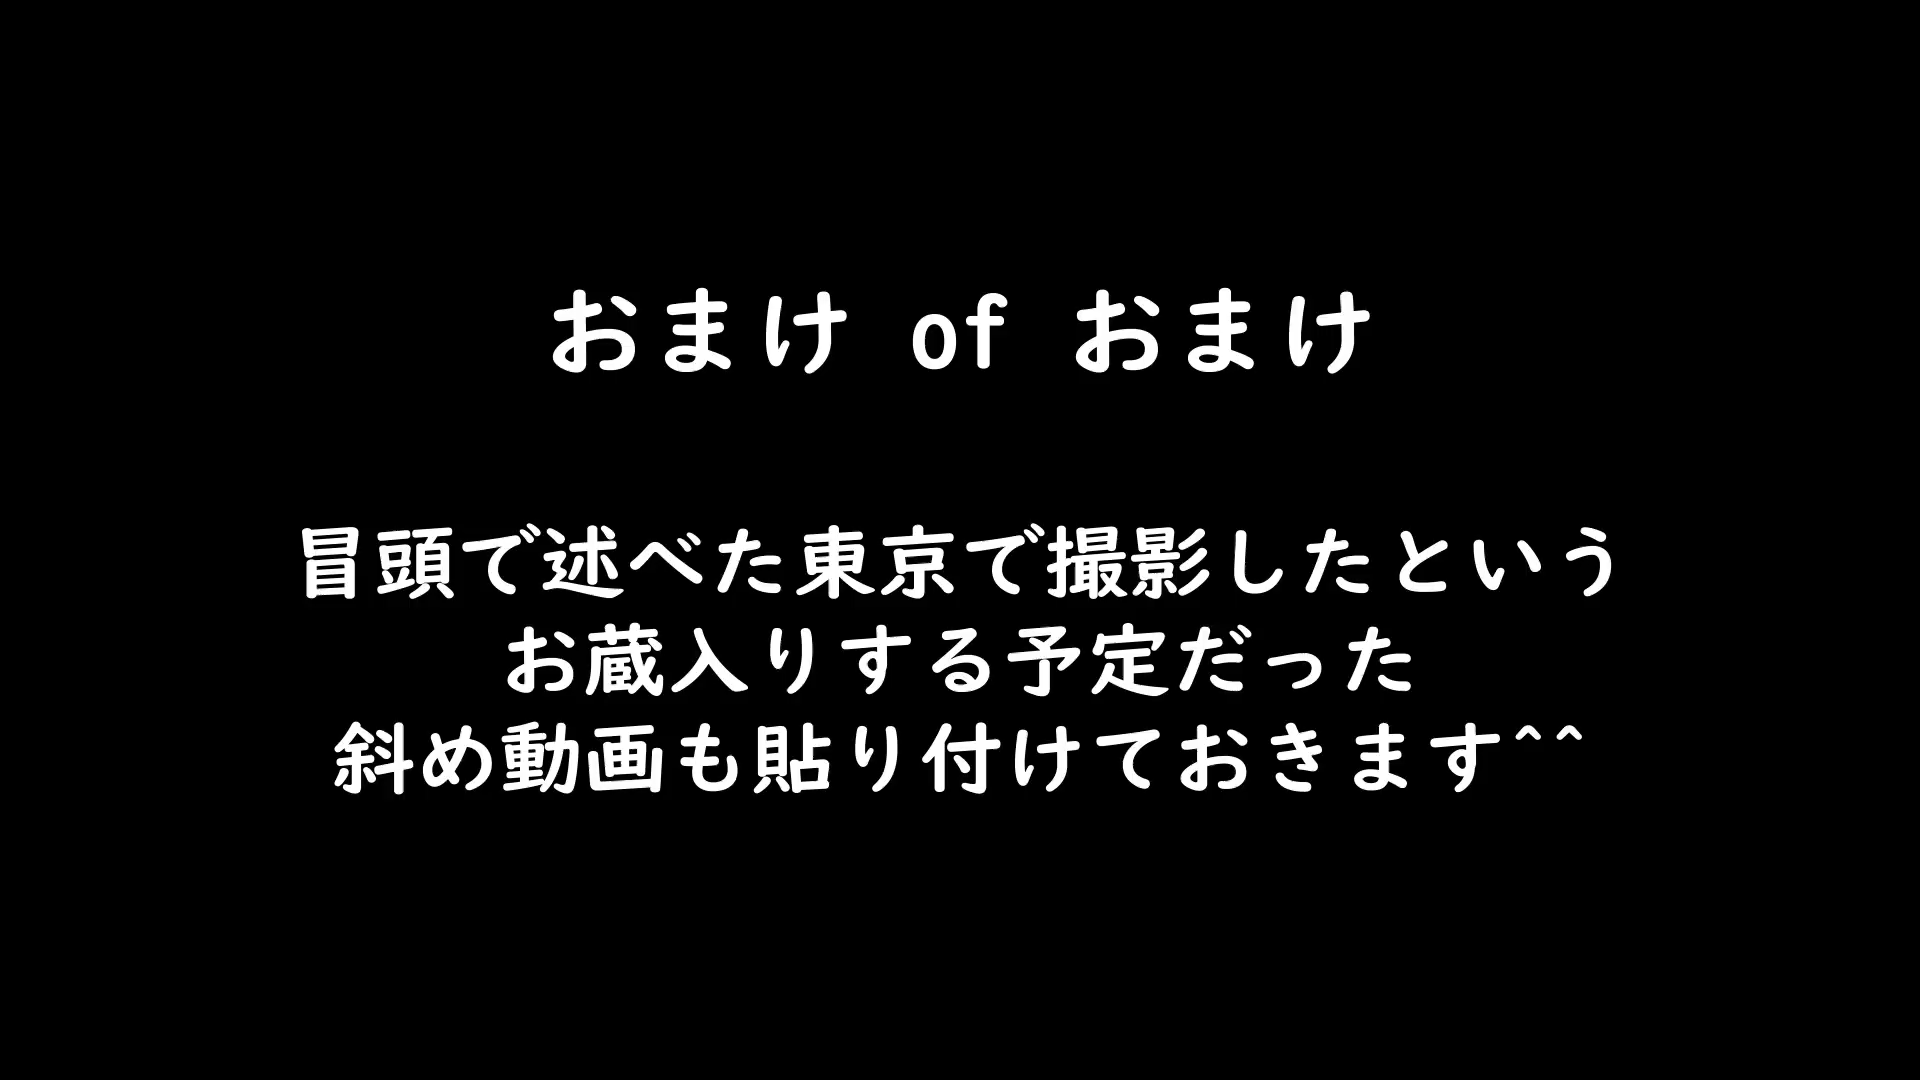 おまけ of おまけ
冒頭で述べた東京で撮影したという
お蔵入りする予定だった
斜め動画も貼り付けておきます^^